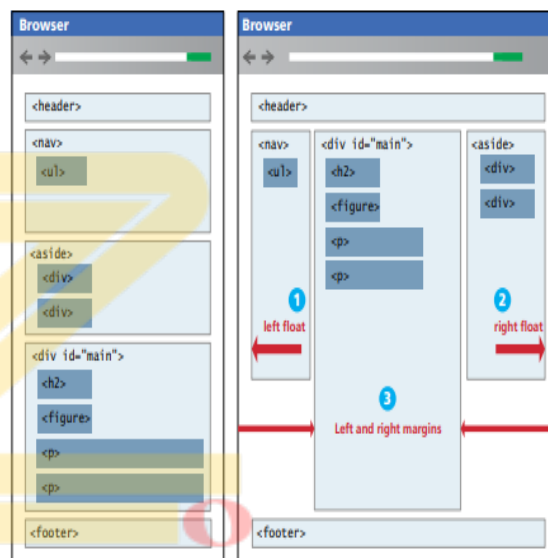 Browser
<header>
<nav>
<ul>
<aside>
<div>
<div>
<div id="main">
<h2>
<figure>
<p>
<p>
<footer>
Browser
<header>
<nav>
<ul>
1
left float
<div id="main">
<h2>
<figure>
<p>
<p>
3
Left and right margins
<aside>
<div>
<div>
2
right float
<footer>